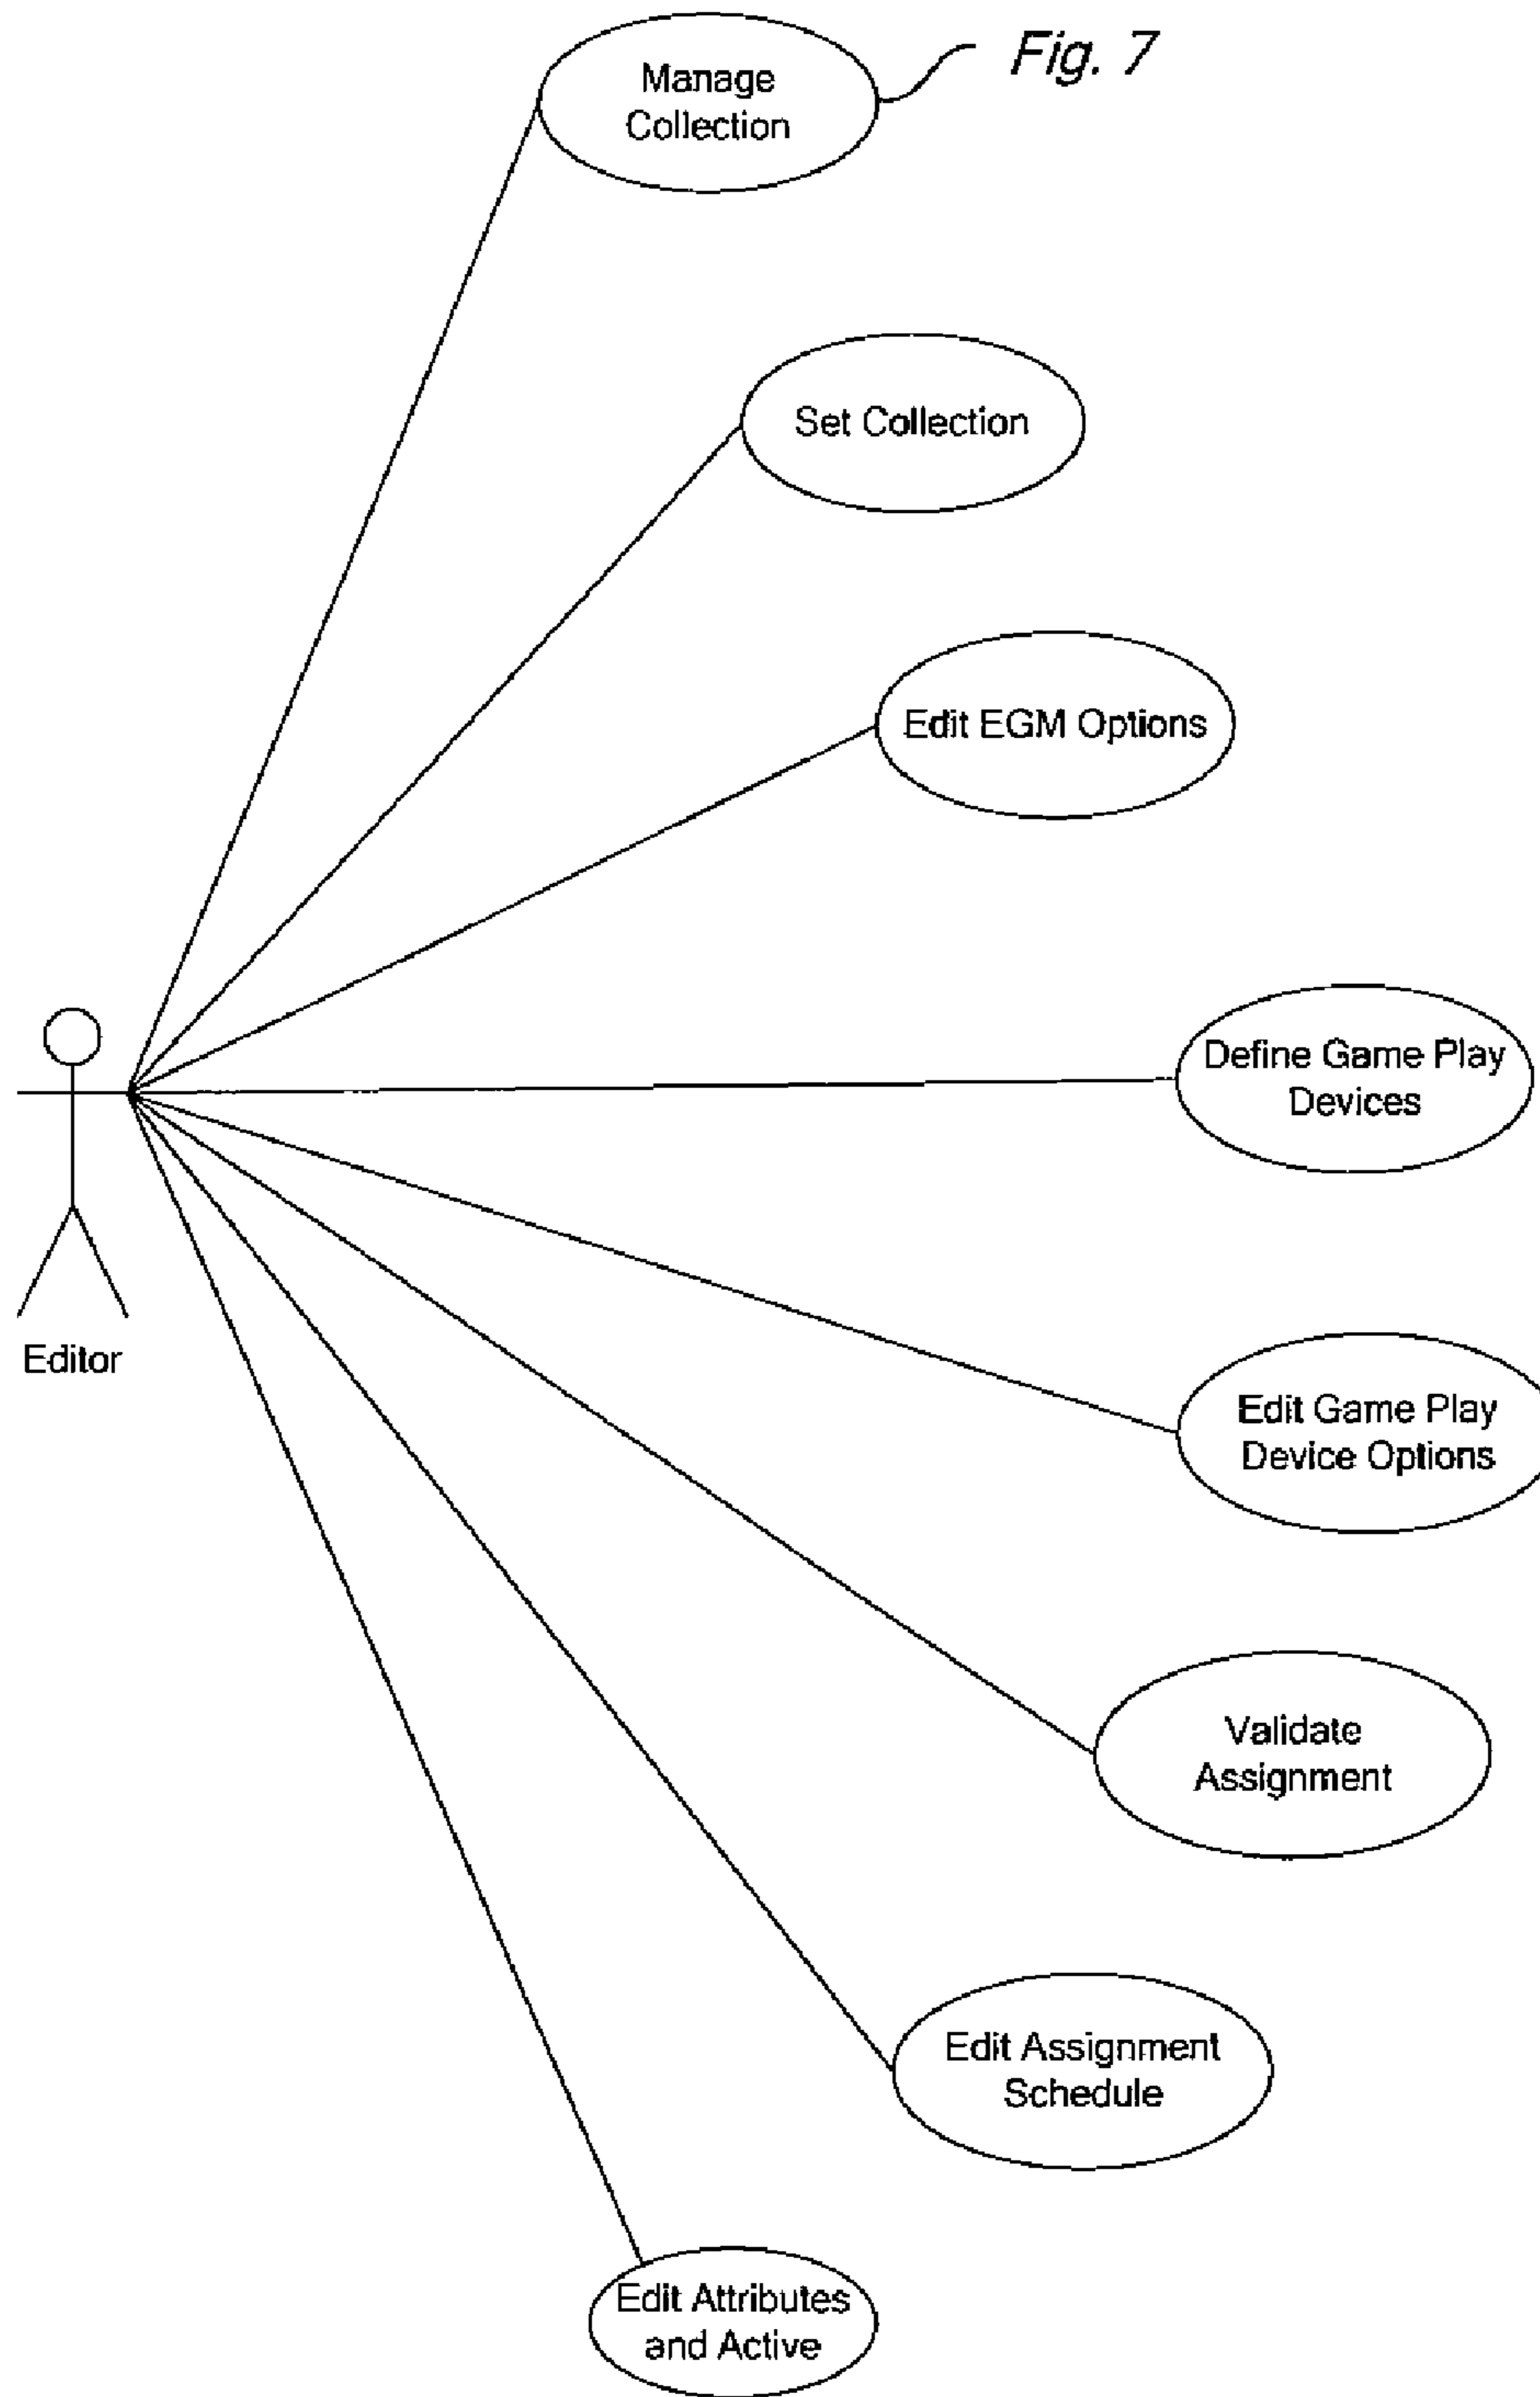 Manage
Collection
Fig. 7
Set Collection
Edit EGM Options
Define Game Play
Devices
Editor
Edit Game Play
Device Options
Validate
Assignment
Edit Assignment
Schedule
Edit Attributes
and Active